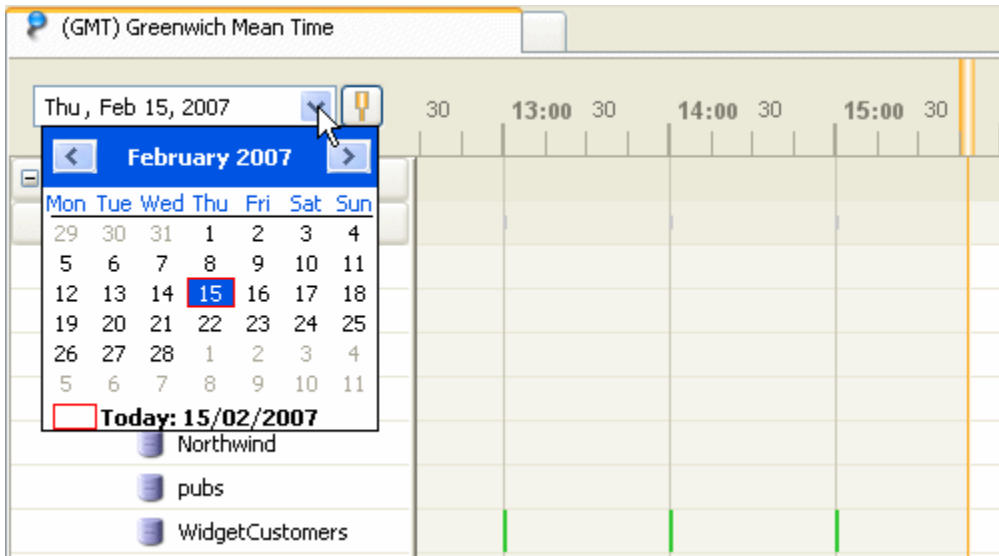 (GMT) Greenwich Mean Time
Thu , Feb 15, 2007
30 13:00 30 14:00 30 15:00 30
February 2007
Mon Tue Wed Thu Fri Sat Sun
29 30 31 1 2 3 4
5 6 7 8 9 10 11
12 13 14 15 16 17 18
19 20 21 22 23 24 25
26 27 28 1 2 3 4
5 6 7 8 9 10 11
Today: 15/02/2007
Northwind
pubs
WidgetCustomers